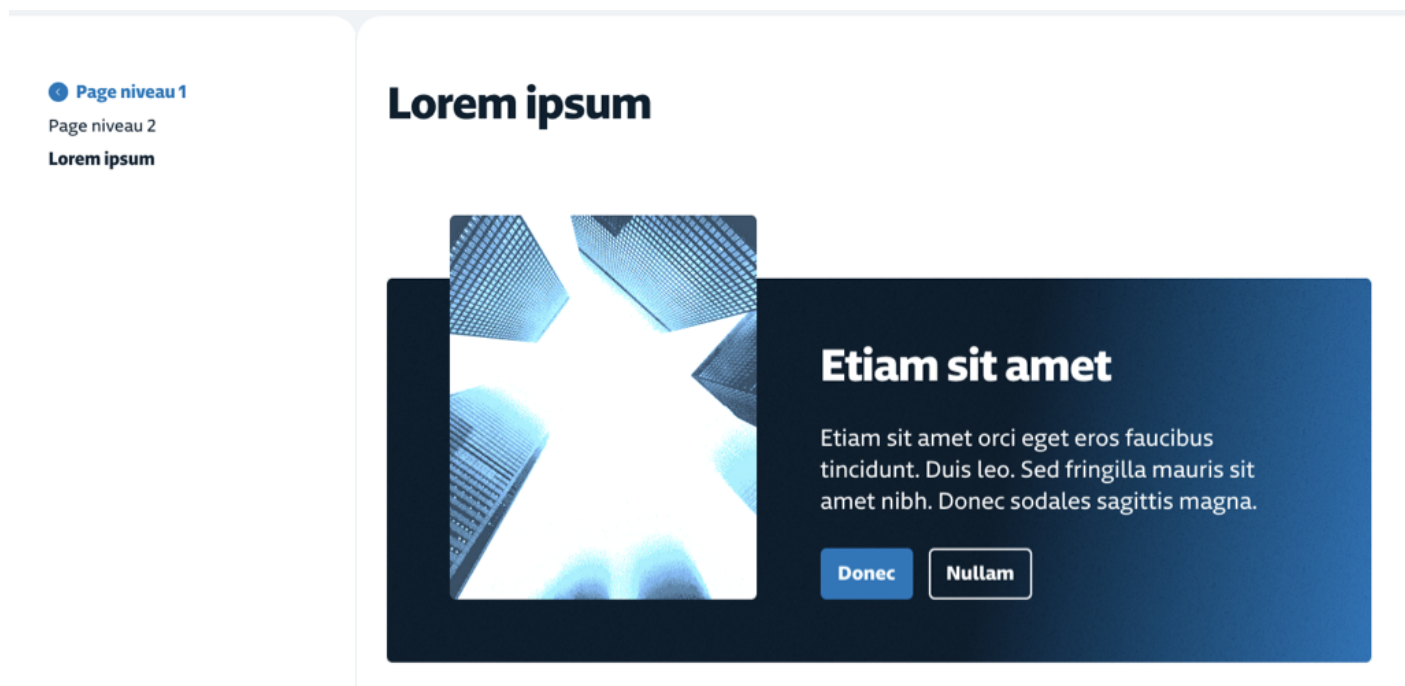 Page niveau 1
Page niveau 2
Lorem ipsum
Lorem ipsum
Etiam sit amet
Etiam sit amet orci eget eros faucibus
tincidunt. Duis leo. Sed fringilla mauris sit
amet nibh. Donec sodales sagittis magna.
Donec
Nullam